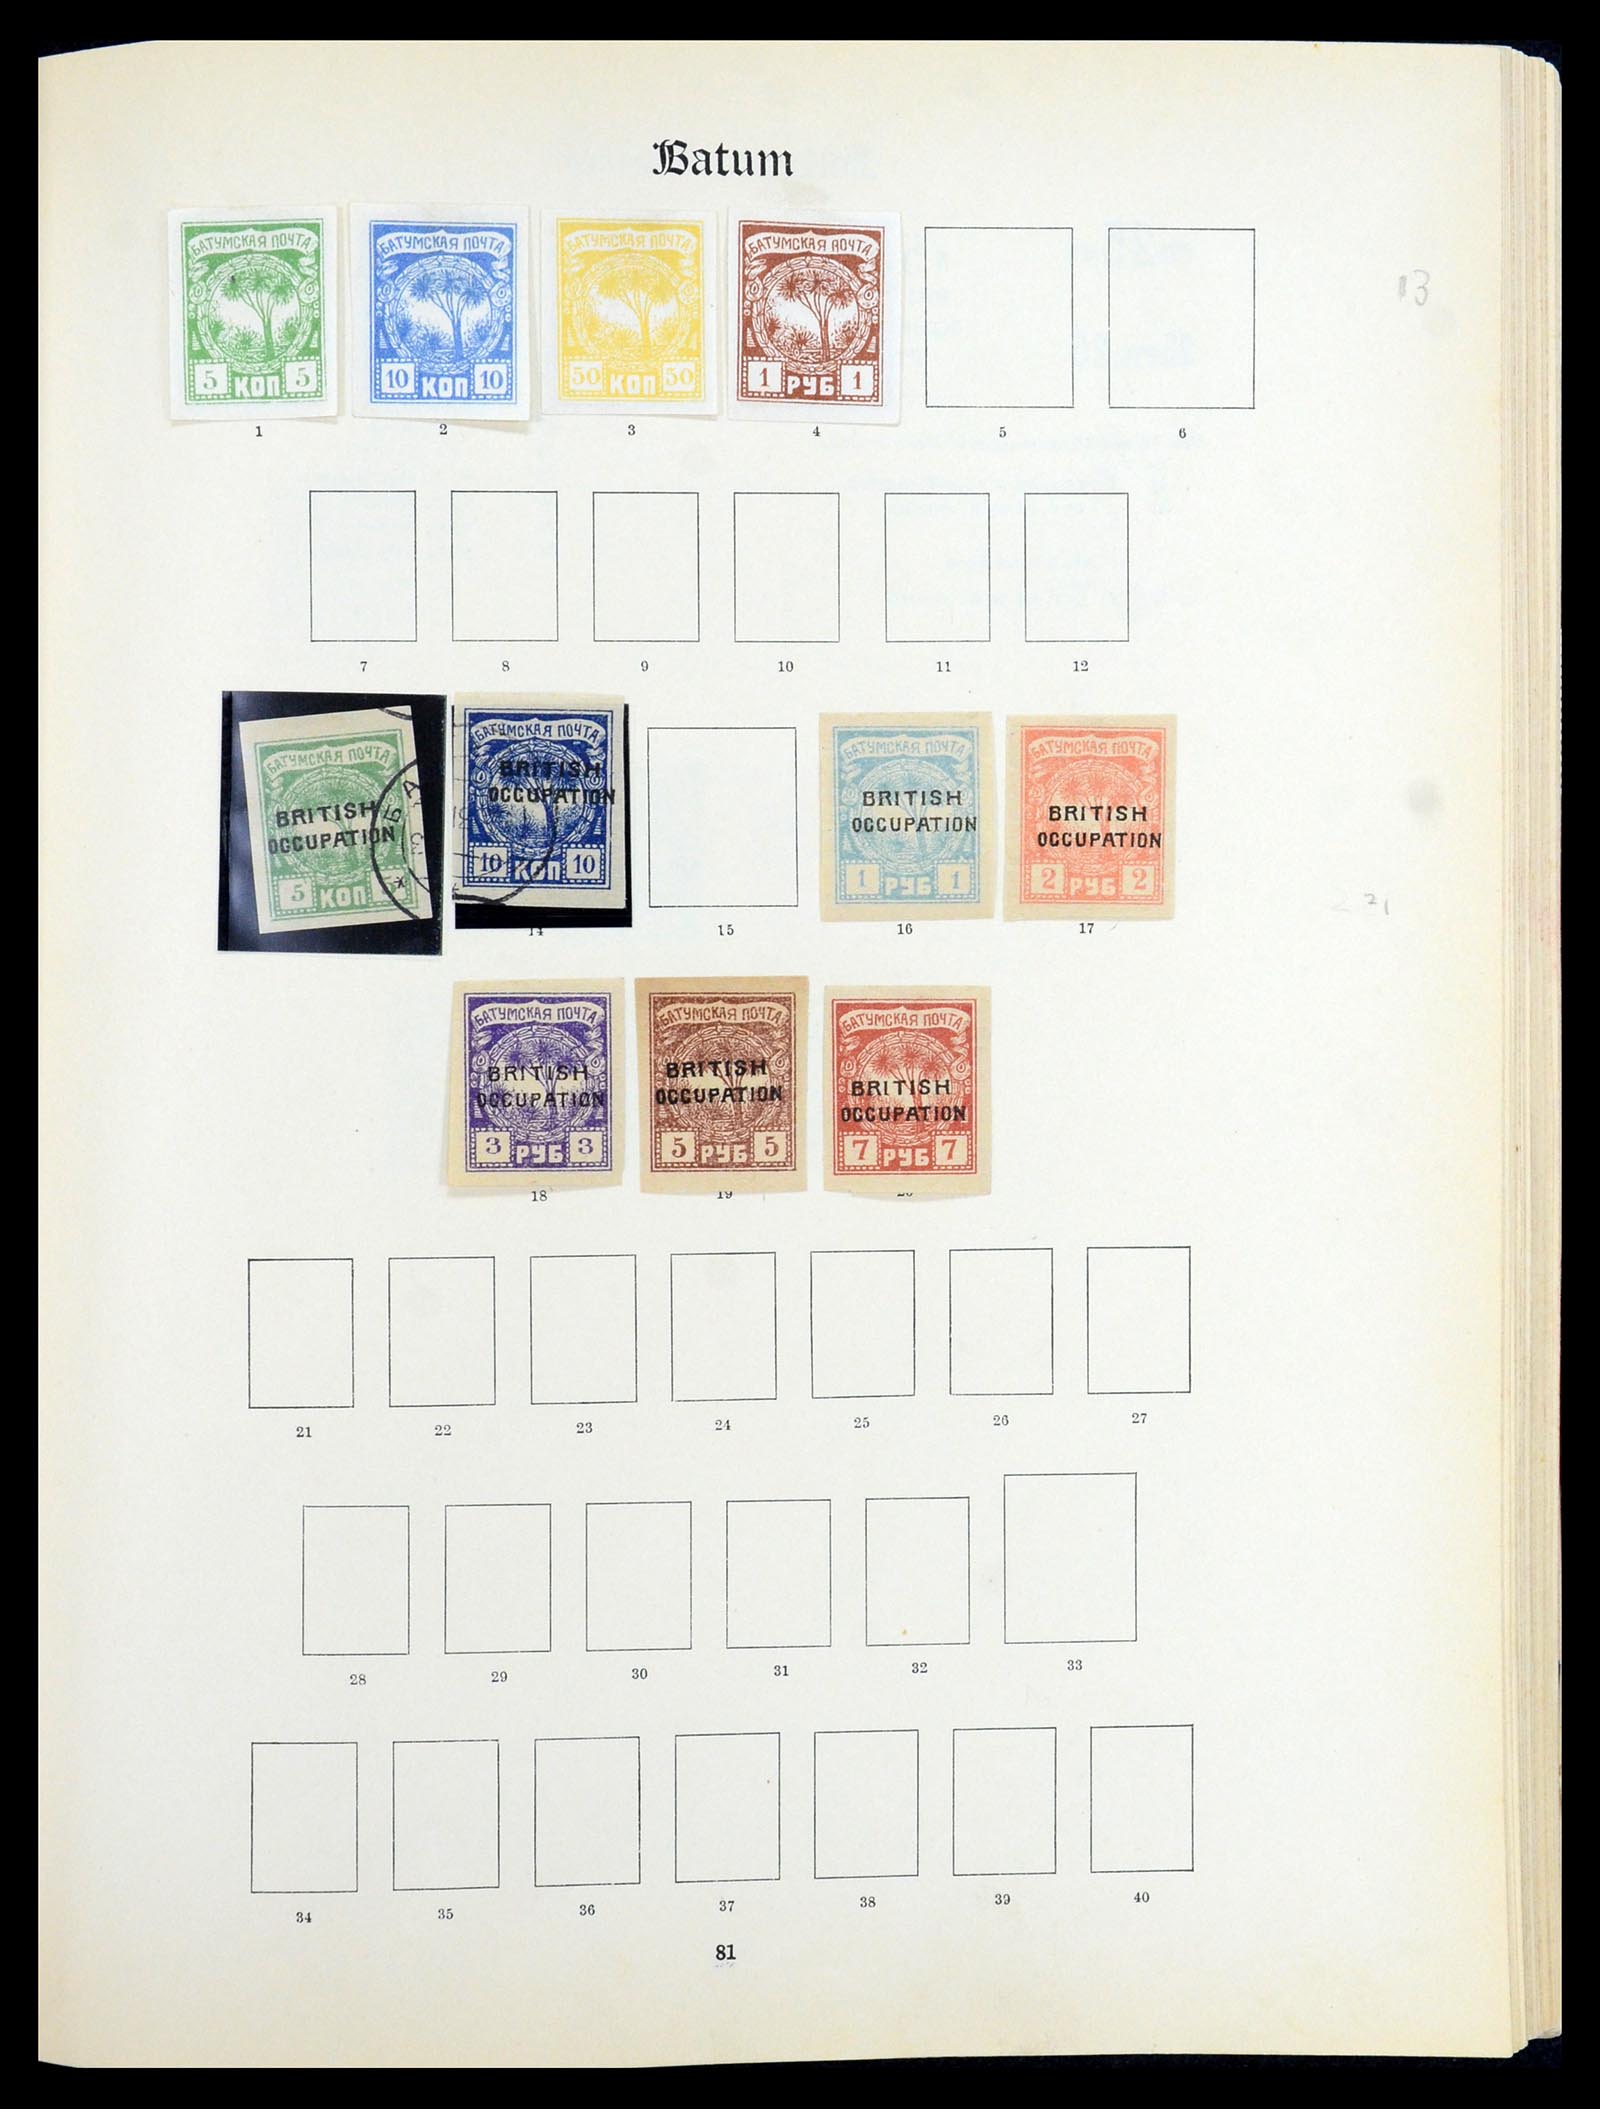 Batum
БАТУМСКАЯ ПОЧТА
5 КОП 5
БАТУМСКАЯ ПОЧТА
10 КОП 10
БАТУМСКАЯ ПОЧТА
50 КОП 50
БАТУМСКАЯ ПОЧТА
1 РУБ 1
1 2 3 4 5 6
13
7 8 9 10 11 12
БАТУМСКАЯ ПОЧТА
BRITISH
OCCUPATION
5 КОП
БАТУМСКАЯ ПОЧТА
BRITISH
OCCUPATION
10 КОП 10
БАТУМСКАЯ ПОЧТА
BRITISH
OCCUPATION
1 РУБ 1
БАТУМСКАЯ ПОЧТА
BRITISH
OCCUPATION
2 РУБ 2
14 15 16 17
21
БАТУМСКАЯ ПОЧТА
BRITISH
OCCUPATION
3 РУБ 3
БАТУМСКАЯ ПОЧТА
BRITISH
OCCUPATION
5 РУБ 5
БАТУМСКАЯ ПОЧТА
BRITISH
OCCUPATION
7 РУБ 7
18 19 20
21 22 23 24 25 26 27
28 29 30 31 32 33
34 35 36 37 38 39 40
81